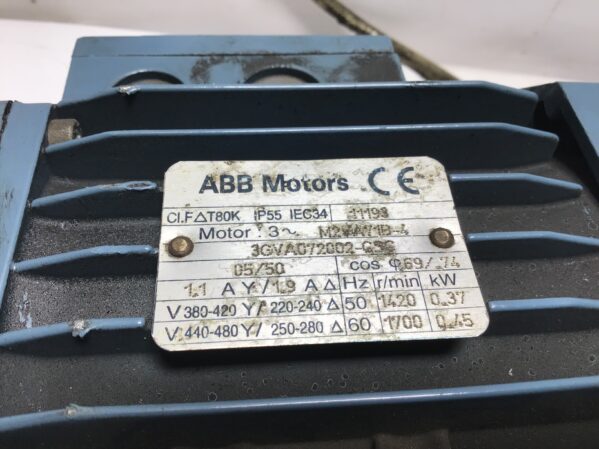 ABB Motors CE
Cl.F ΔT80K IP55 IEC34
Motor 3~ M2VA71B-4
3GVA072002-
05/50 cos φ .69/.74
1.1 A Y/1.9 A Δ Hz r/min kW
V 380-420 Y/ 220-240 Δ 50 1420 0.37
V 440-480 Y/ 250-280 Δ 60 1700 0.45